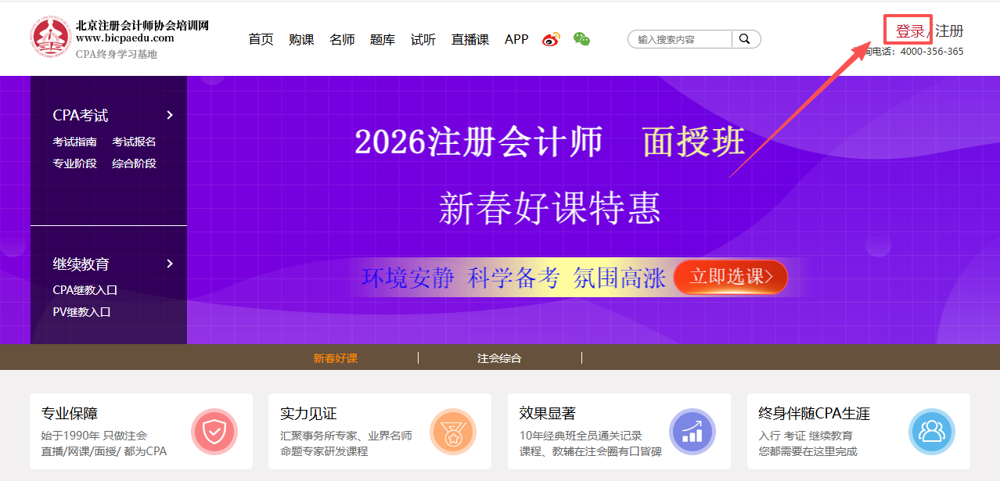 北京注册会计师协会培训网
www.bicpaedu.com
CPA终身学习基地
首页 购课 名师 题库 试听 直播课 APP
输入搜索内容
登录/注册
询问电话：4000-356-365
CPA考试
考试指南 考试报名
专业阶段 综合阶段
继续教育
CPA继教入口
PV继教入口
2026注册会计师 面授班
新春好课特惠
环境安静 科学备考 氛围高涨 立即选课>
新春好课 注会综合
专业保障
始于1990年 只做注会
直播/网课/面授/ 都为CPA
实力见证
汇聚事务所专家、业界名师
命题专家研发课程
效果显著
10年经典班全员通关记录
课程、教辅在注会圈有口皆碑
终身伴随CPA生涯
入行 考证 继续教育
您都需要在这里完成